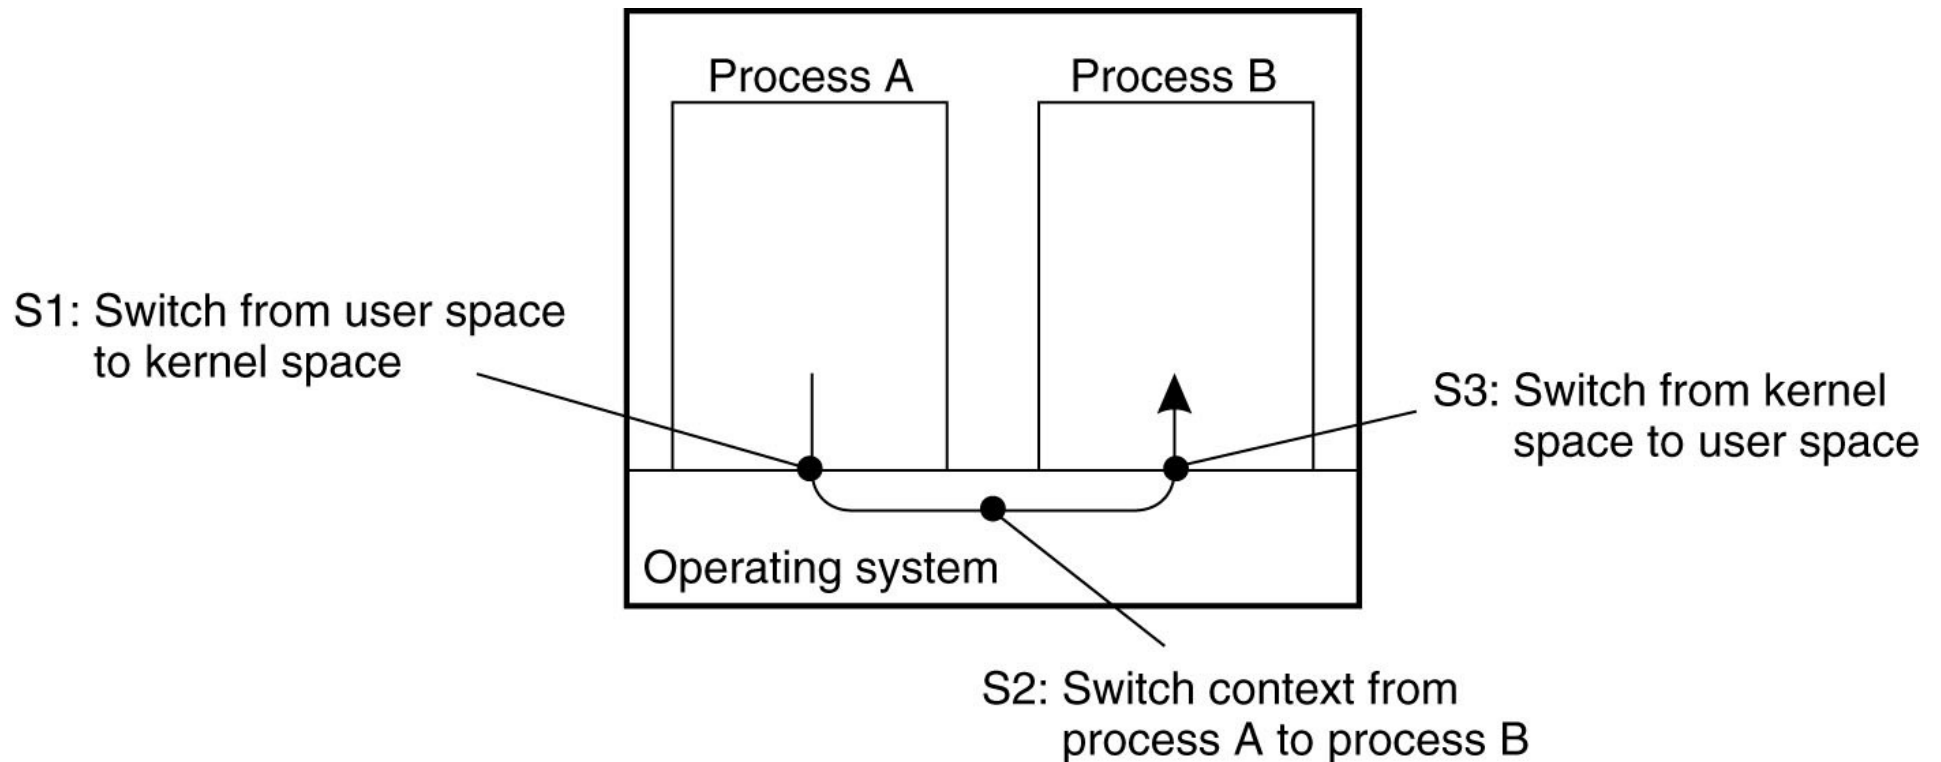 Process A
Process B
S1: Switch from user space
to kernel space
S3: Switch from kernel
space to user space
Operating system
S2: Switch context from
process A to process B